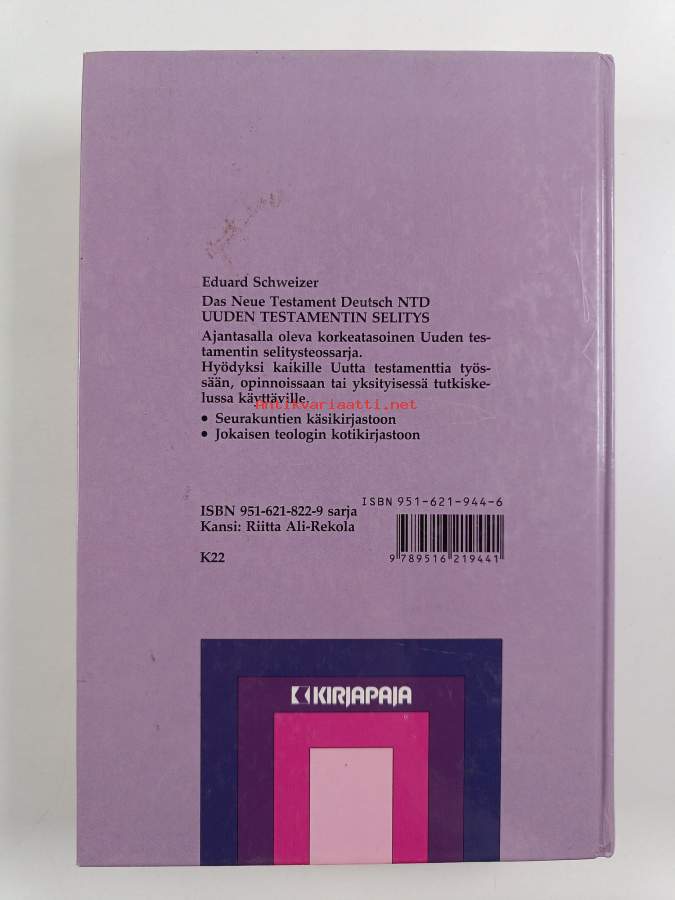 Eduard Schweizer
Das Neue Testament Deutsch NTD
UUDEN TESTAMENTIN SELITYS
Ajantasalla oleva korkeatasoinen Uuden tes-
tamentin selitysteossarja.
Hyödyksi kaikille Uutta testamenttia työs-
sään, opinnoissaan tai yksityisessä tutkiske-
lussa käyttäville.
Antikvariaatti.net
• Seurakuntien käsikirjastoon
• Jokaisen teologin kotikirjastoon
ISBN 951-621-944-6
ISBN 951-621-822-9 sarja
Kansi: Riitta Ali-Rekola
K22
9 789516 219441
KIRJAPAJA